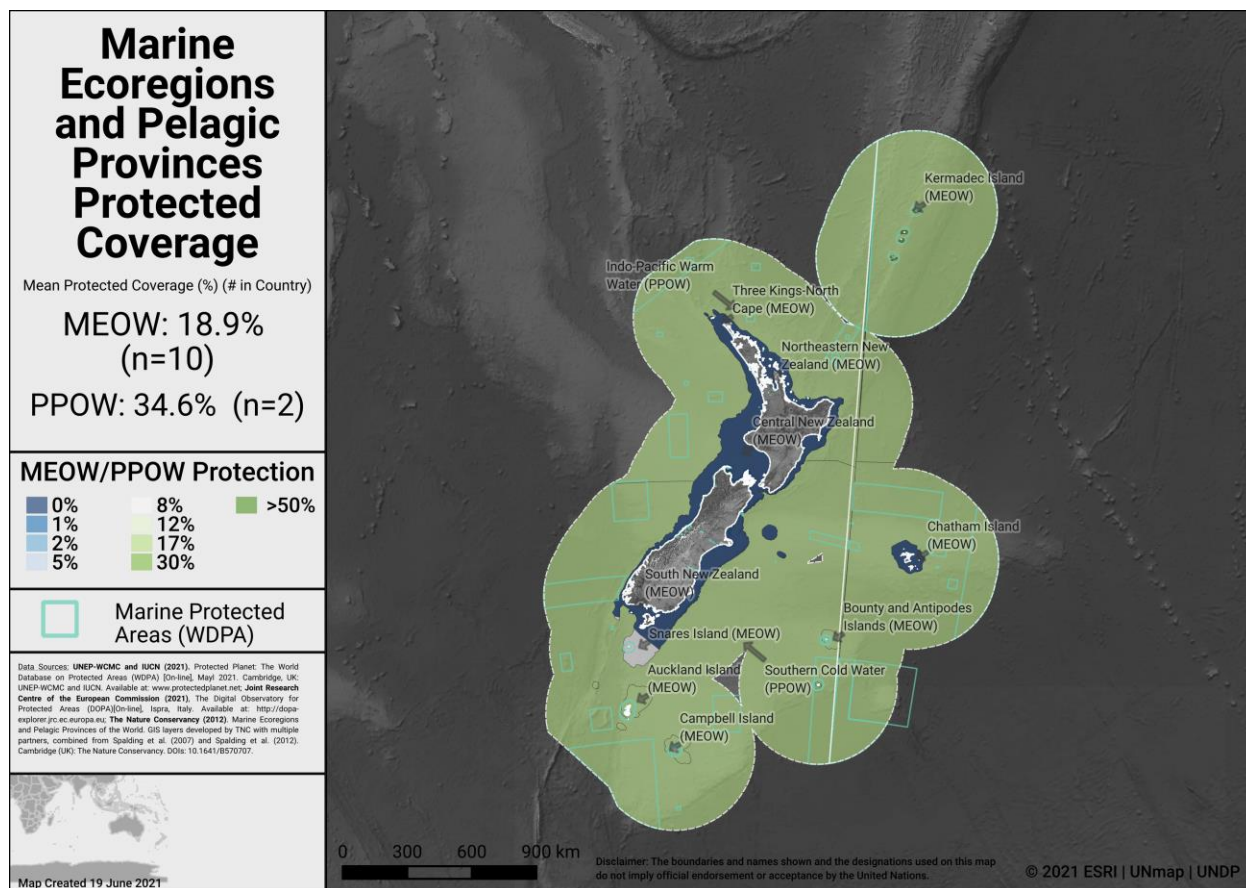 Marine
Ecoregions
and Pelagic
Provinces
Protected
Coverage
Mean Protected Coverage (%) (# in Country)
MEOW: 18.9%
(n=10)
PPOW: 34.6% (n=2)
MEOW/PPOW Protection
0%
1%
2%
5%
8%
12%
17%
30%
>50%
Marine Protected
Areas (WDPA)
Data Sources: UNEP-WCMC and IUCN (2021). Protected Planet: The World
Database on Protected Areas (WDPA) [On-line], Mayl 2021. Cambridge, UK:
UNEP-WCMC and IUCN. Available at: www.protectedplanet.net; Joint Research
Centre of the European Commission (2021), The Digital Observatory for
Protected Areas (DOPA)[On-line], Ispra, Italy. Available at: http://dopa-
explorer.jrc.ec.europa.eu; The Nature Conservancy (2012). Marine Ecoregions
and Pelagic Provinces of the World. GIS layers developed by TNC with multiple
partners, combined from Spalding et al. (2007) and Spalding et al. (2012).
Cambridge (UK): The Nature Conservancy. DOIs: 10.1641/B570707.
Map Created 19 June 2021
Kermadec Island
(MEOW)
Indo-Pacific Warm
Water (PPOW)
Three Kings-North
Cape (MEOW)
Northeastern New
Zealand (MEOW)
Central New Zealand
(MEOW)
Chatham Island
(MEOW)
South New Zealand
(MEOW)
Bounty and Antipodes
Islands (MEOW)
Snares Island (MEOW)
Auckland Island
(MEOW)
Southern Cold Water
(PPOW)
Campbell Island
(MEOW)
0 300 600 900 km
Disclaimer: The boundaries and names shown and the designations used on this map
do not imply official endorsement or acceptance by the United Nations.
© 2021 ESRI | UNmap | UNDP